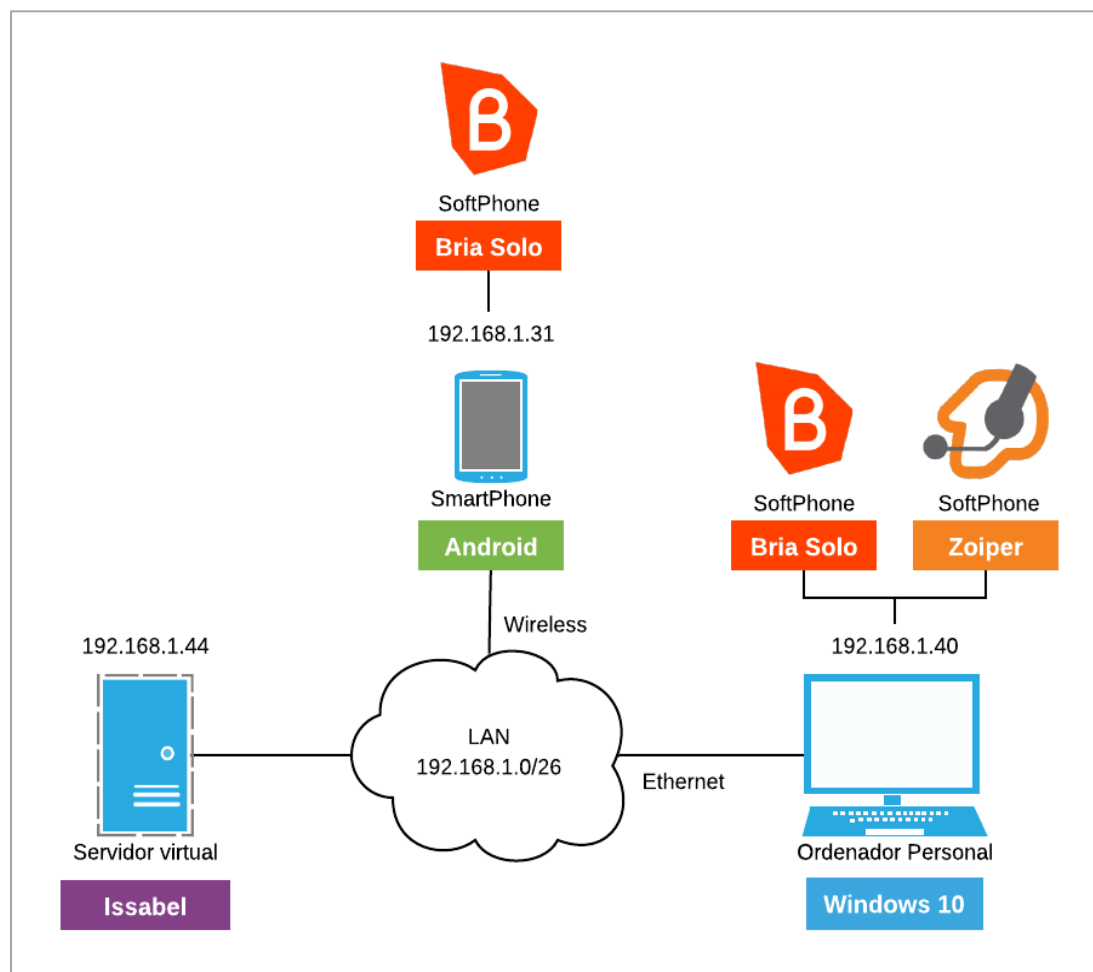 B
SoftPhone
Bria Solo
192.168.1.31
SmartPhone
Android
Wireless
B
SoftPhone
Bria Solo
SoftPhone
Zoiper
192.168.1.44
Servidor virtual
Issabel
LAN
192.168.1.0/26
Ethernet
192.168.1.40
Ordenador Personal
Windows 10